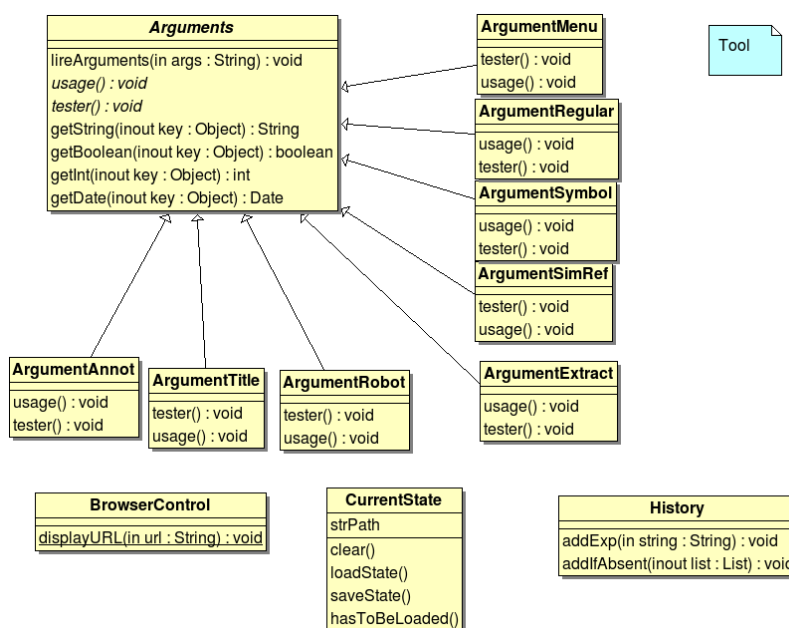 Arguments
lireArguments(in args : String) : void
usage() : void
tester() : void
getString(inout key : Object) : String
getBoolean(inout key : Object) : boolean
getInt(inout key : Object) : int
getDate(inout key : Object) : Date
ArgumentMenu
tester() : void
usage() : void
Tool
ArgumentRegular
usage() : void
tester() : void
ArgumentSymbol
usage() : void
tester() : void
ArgumentSimRef
tester() : void
usage() : void
ArgumentAnnot
usage() : void
tester() : void
ArgumentTitle
tester() : void
usage() : void
ArgumentRobot
tester() : void
usage() : void
ArgumentExtract
usage() : void
tester() : void
BrowserControl
displayURL(in url : String) : void
CurrentState
strPath
clear()
loadState()
saveState()
hasToBeLoaded()
History
addExp(in string : String) : void
addIfAbsent(inout list : List) : void